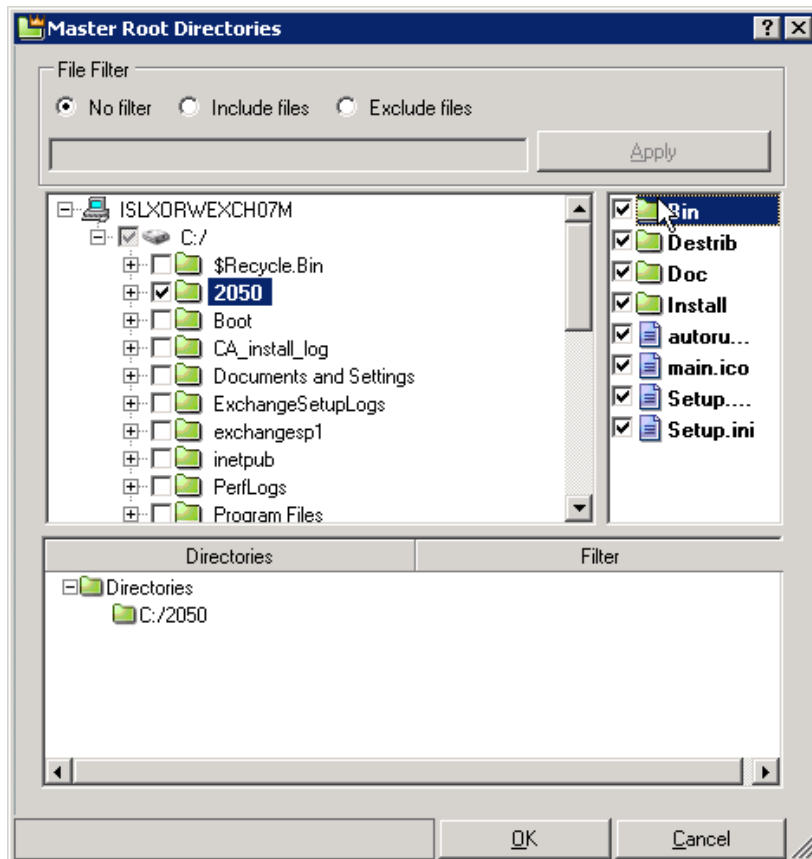 Master Root Directories
File Filter
No filter Include files Exclude files
Apply
ISLXORWEXCH07M
C:/
$Recycle.Bin
2050
Boot
CA_install_log
Documents and Settings
ExchangeSetupLogs
exchangesp1
inetpub
PerfLogs
Program Files
Bin
Destrib
Doc
Install
autoru...
main.ico
Setup....
Setup.ini
Directories Filter
Directories
C:/2050
OK Cancel